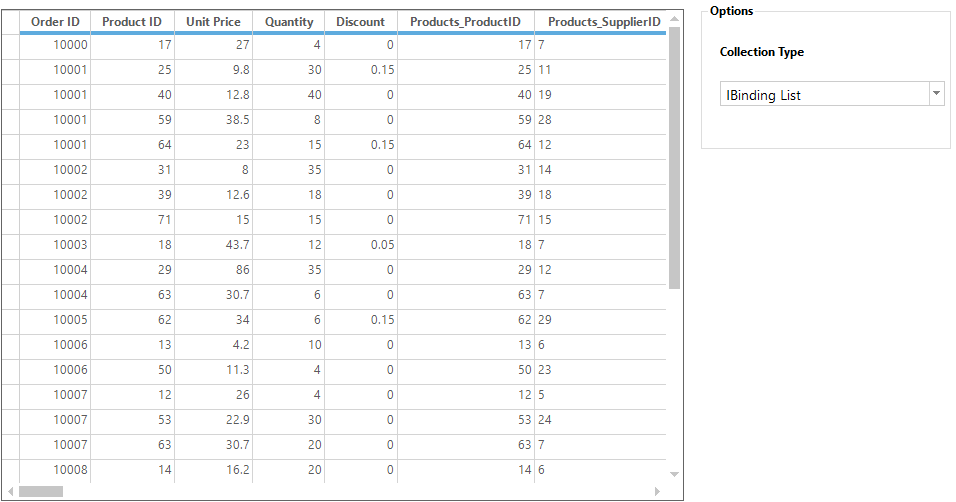 Order ID Product ID Unit Price Quantity Discount Products_ProductID Products_SupplierID
10000 17 27 4 0 17 7
10001 25 9.8 30 0.15 25 11
10001 40 12.8 40 0 40 19
10001 59 38.5 8 0 59 28
10001 64 23 15 0.15 64 12
10002 31 8 35 0 31 14
10002 39 12.6 18 0 39 18
10002 71 15 15 0 71 15
10003 18 43.7 12 0.05 18 7
10004 29 86 35 0 29 12
10004 63 30.7 6 0 63 7
10005 62 34 6 0.15 62 29
10006 13 4.2 10 0 13 6
10006 50 11.3 4 0 50 23
10007 12 26 4 0 12 5
10007 53 22.9 30 0 53 24
10007 63 30.7 20 0 63 7
10008 14 16.2 20 0 14 6
Options
Collection Type
IBinding List